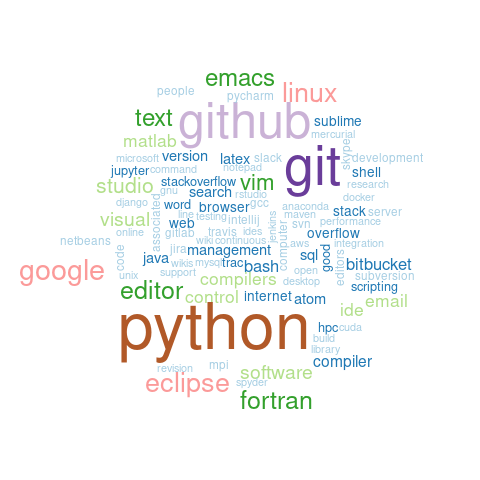 emacs
people
pycharm
linux
text
github
sublime
mercurial
matlab
git
skype
microsoft
version
latex
slack
development
jupyter
command
notepad
shell
studio
gnu
stackoverflow
vim
research
search
docker
django
associated
word
browser
gcc
anaconda
stack
server
visual
line
testing
intellij
maven
performance
web
svn
online
gitlab
travis
ides
jenkins
computer
overflow
netbeans
code
wiki
continuous
aws
integration
jira
management
good
editors
java
sql
google
wikis
mysql
trac
bash
open
bitbucket
unix
support
compilers
desktop
subversion
rstudio
editor
control
internet
atom
scripting
ide
email
python
hpc
cuda
build
library
revision
mpi
compiler
eclipse
spyder
software
fortran